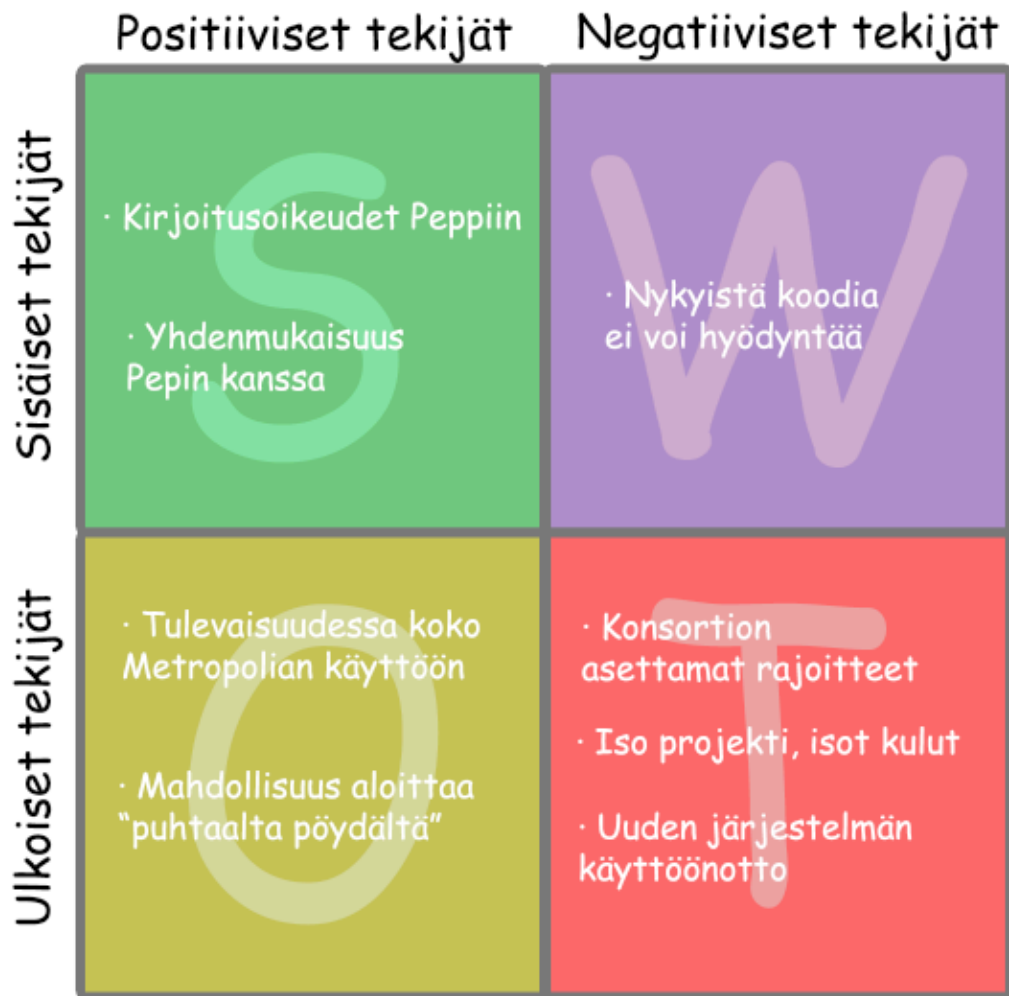 Positiiviset tekijät
Negatiiviset tekijät
Sisäiset tekijät
S
· Kirjoitusoikeudet Peppiin
· Yhdenmukaisuus
Pepin kanssa
W
· Nykyistä koodia
ei voi hyödyntää
Ulkoiset tekijät
O
· Tulevaisuudessa koko
Metropolian käyttöön
· Mahdollisuus aloittaa
“puhtaalta pöydältä”
T
· Konsortion
asettamat rajoitteet
· Iso projekti, isot kulut
· Uuden järjestelmän
käyttöönotto